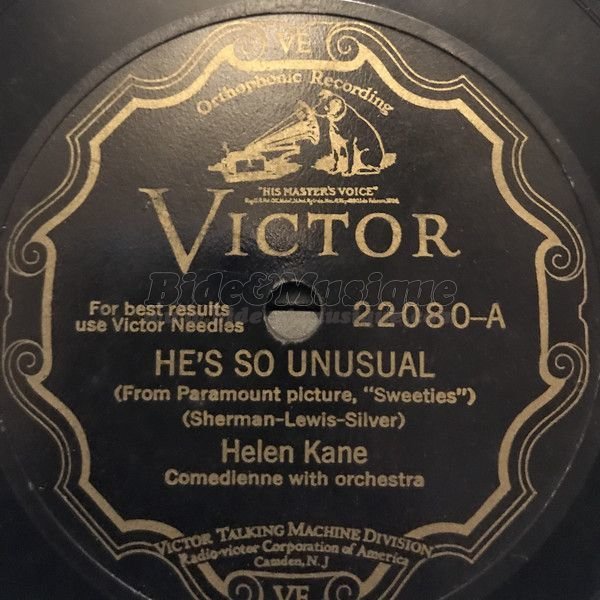 VE
Orthophonic Recording
"HIS MASTER'S VOICE"
VICTOR
Bide&Musique
For best results
use Victor Needles
22080-A
HE'S SO UNUSUAL
(From Paramount picture, "Sweeties")
(Sherman-Lewis-Silver)
Helen Kane
Comedienne with orchestra
VICTOR TALKING MACHINE DIVISION
Radio-Victor Corporation of America
Camden, N. J
VE